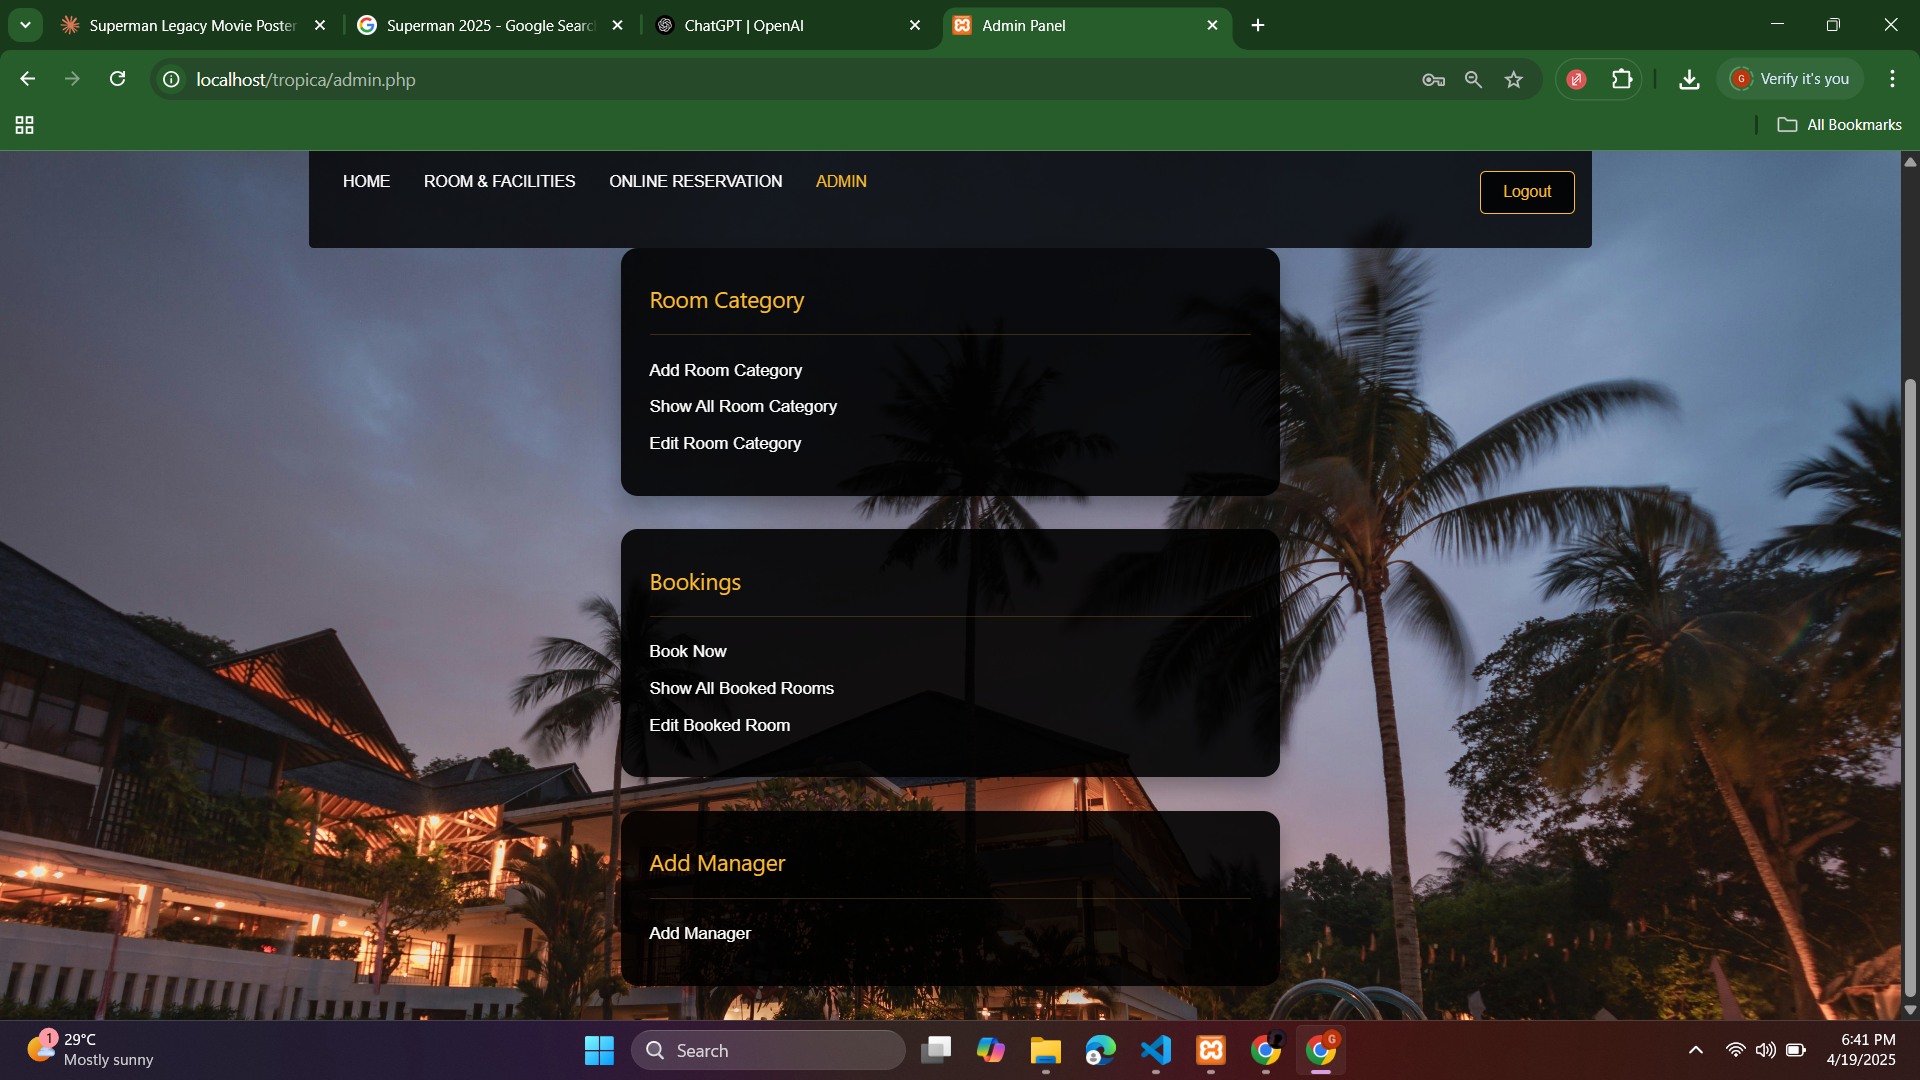 Superman Legacy Movie Poster
Superman 2025 - Google Searc
ChatGPT | OpenAI
Admin Panel
localhost/tropica/admin.php
G
Verify it's you
All Bookmarks
HOME
ROOM & FACILITIES
ONLINE RESERVATION
ADMIN
Logout
Room Category
Add Room Category
Show All Room Category
Edit Room Category
Bookings
Book Now
Show All Booked Rooms
Edit Booked Room
Add Manager
Add Manager
1
29°C
Mostly sunny
Search
G
6:41 PM
4/19/2025